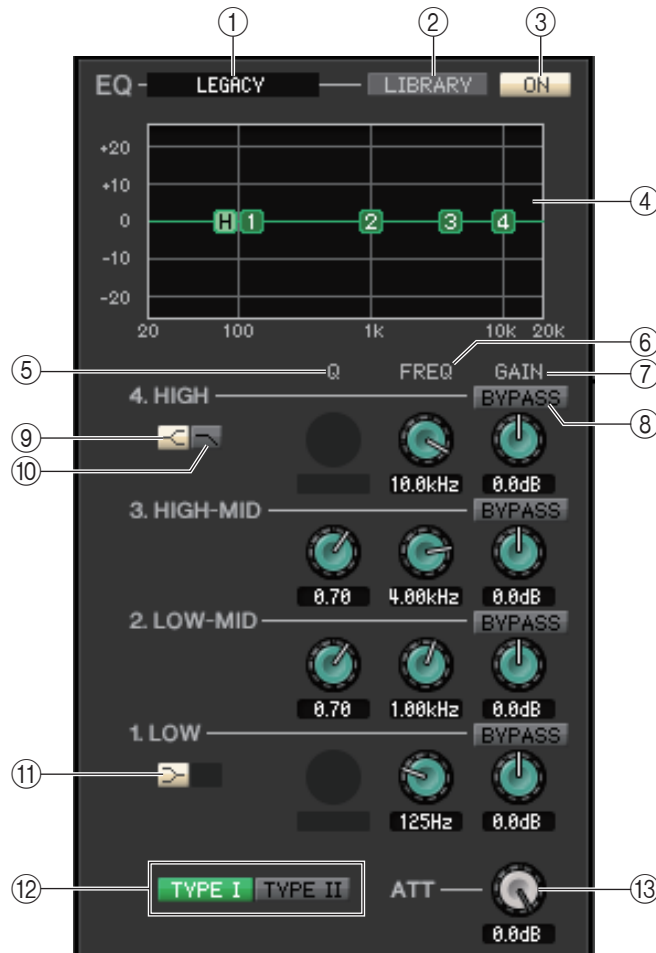 ① ② ③
EQ LEGACY LIBRARY ON
+20
+10
0
-10
-20
H 1 2 3 4
④
20 100 1k 10k 20k
⑥
⑤ Q FREQ GAIN ⑦
4. HIGH BYPASS ⑧
⑨
⑩
10.0kHz 0.0dB
3. HIGH-MID BYPASS
0.70 4.00kHz 0.0dB
2. LOW-MID BYPASS
0.70 1.00kHz 0.0dB
1. LOW BYPASS
⑪
125Hz 0.0dB
⑫ TYPE I TYPE II ATT ⑬
0.0dB